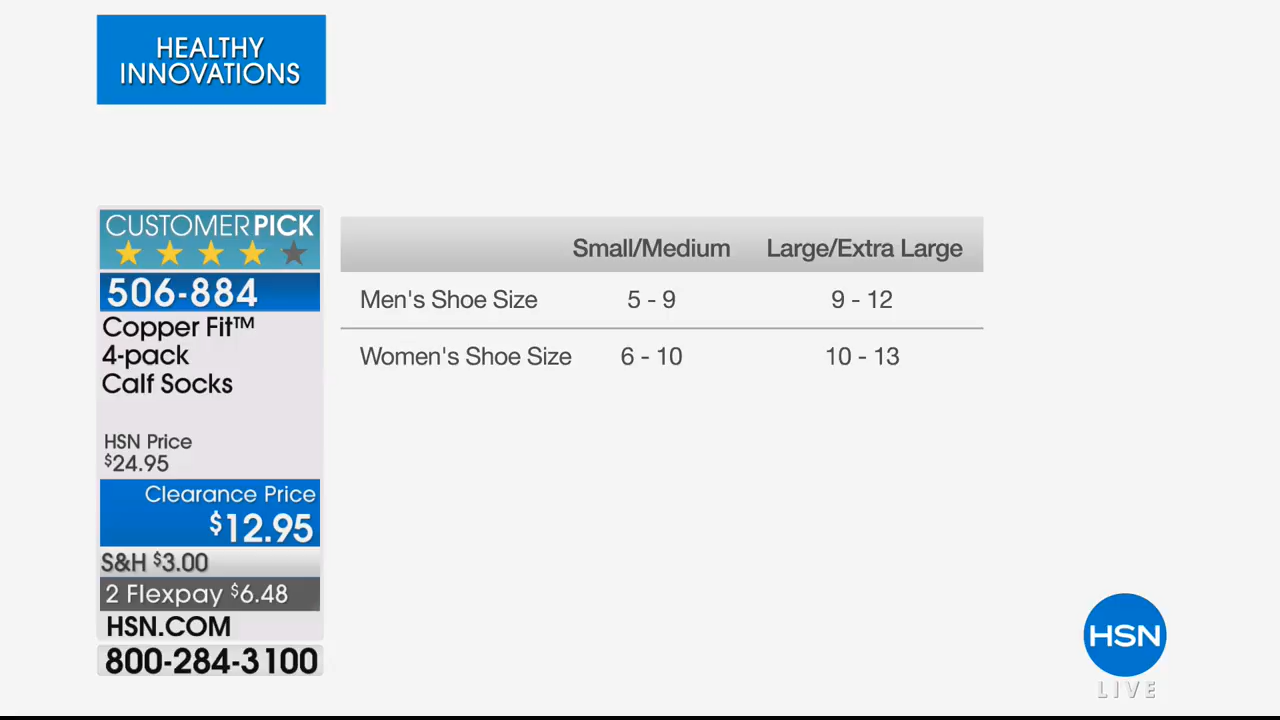 HEALTHY
INNOVATIONS
CUSTOMERPICK
506-884
Copper Fit™
4-pack
Calf Socks
HSN Price
$24.95
Clearance Price
$12.95
S&H $3.00
2 Flexpay $6.48
HSN.COM
800-284-3100
Small/Medium Large/Extra Large
Men's Shoe Size 5 - 9 9 - 12
Women's Shoe Size 6 - 10 10 - 13
HSN
LIVE